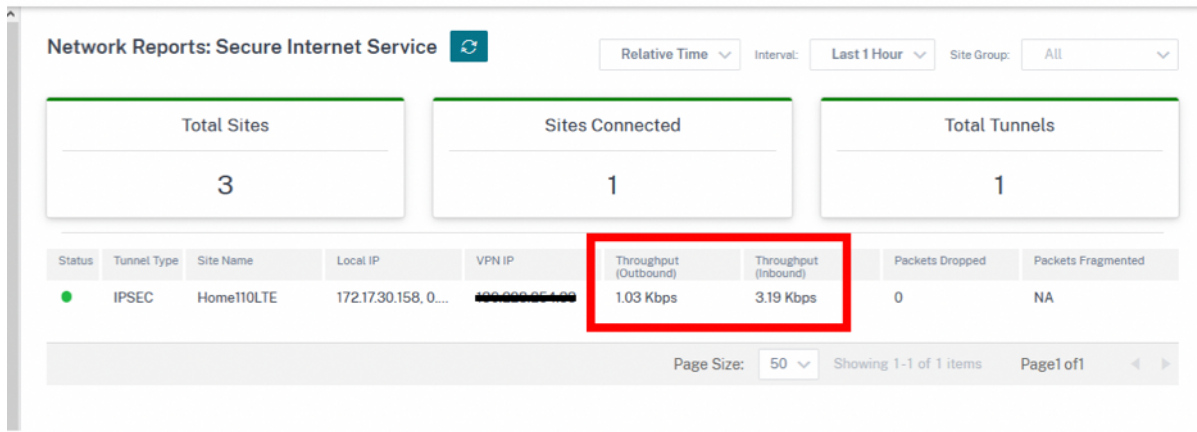 Network Reports: Secure Internet Service
Relative Time Interval: Last 1 Hour Site Group: All
Total Sites Sites Connected Total Tunnels
3 1 1
Status Tunnel Type Site Name Local IP VPN IP Throughput (Outbound) Throughput (Inbound) Packets Dropped Packets Fragmented
IPSEC Home110LTE 172.17.30.158, 0.... 1.03 Kbps 3.19 Kbps 0 NA
Page Size: 50 Showing 1-1 of 1 items Page1 of1